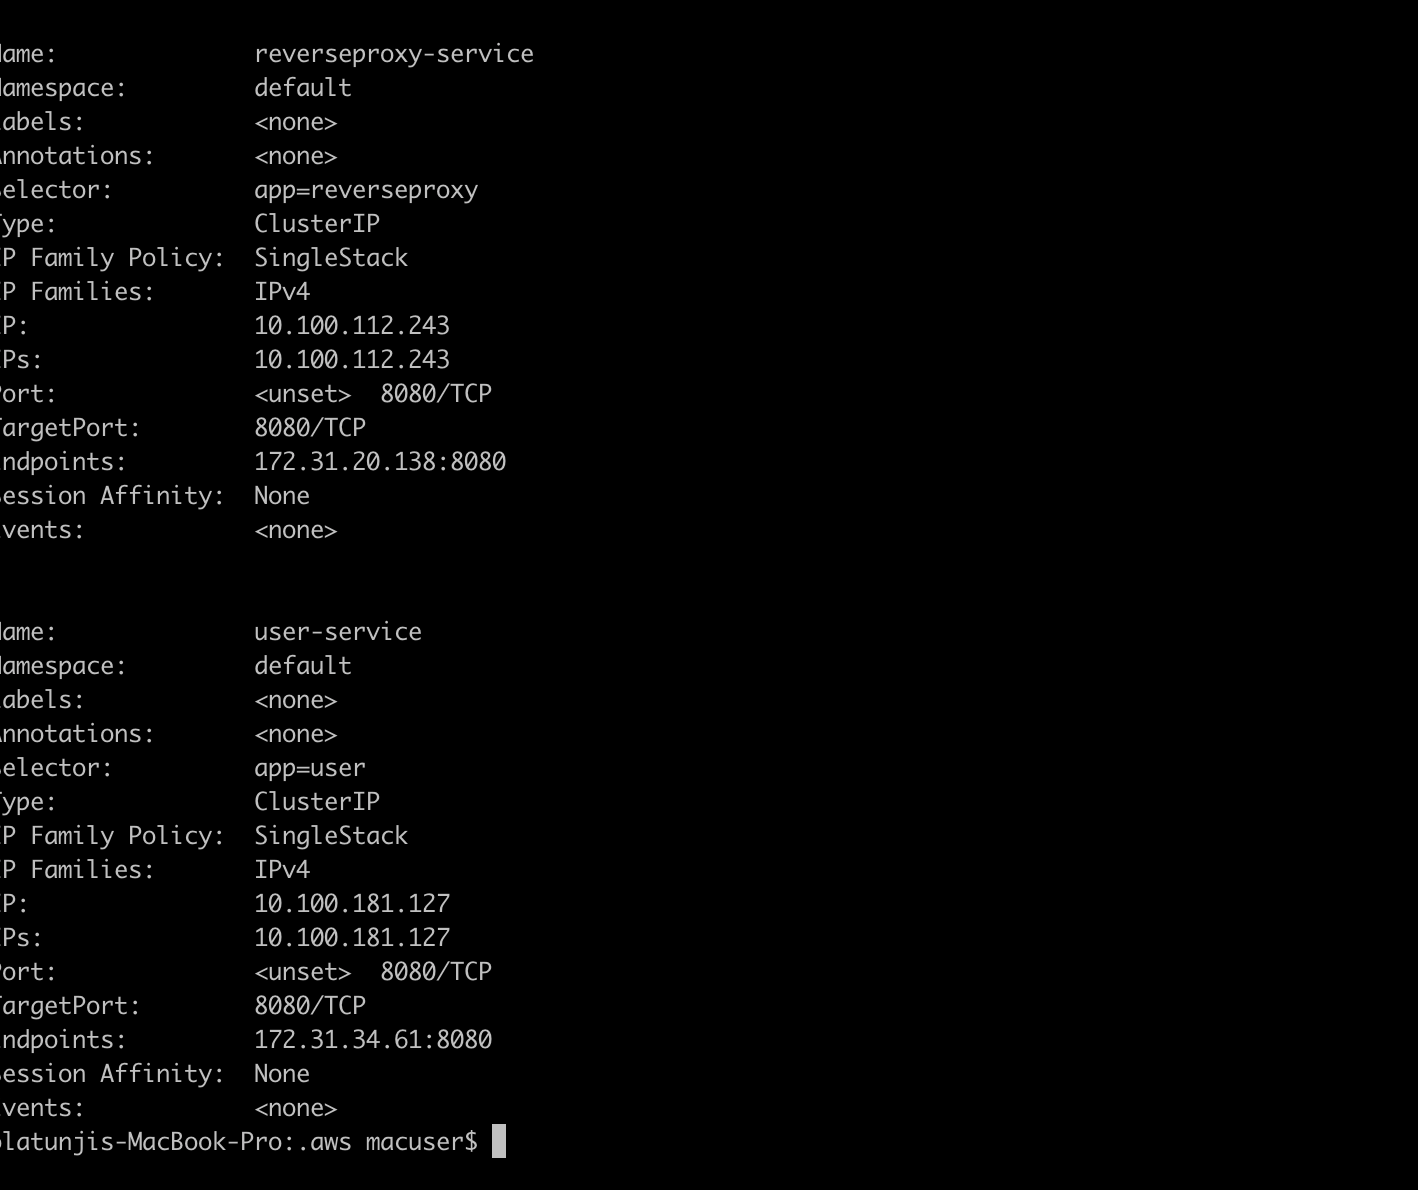 ame: reverseproxy-service
amespace: default
abels: <none>
nnotations: <none>
elector: app=reverseproxy
ype: ClusterIP
P Family Policy: SingleStack
P Families: IPv4
P: 10.100.112.243
Ps: 10.100.112.243
ort: <unset> 8080/TCP
argetPort: 8080/TCP
ndpoints: 172.31.20.138:8080
ession Affinity: None
vents: <none>
ame: user-service
amespace: default
abels: <none>
nnotations: <none>
elector: app=user
ype: ClusterIP
P Family Policy: SingleStack
P Families: IPv4
P: 10.100.181.127
Ps: 10.100.181.127
ort: <unset> 8080/TCP
argetPort: 8080/TCP
ndpoints: 172.31.34.61:8080
ession Affinity: None
vents: <none>
latunjis-MacBook-Pro:.aws macuser$